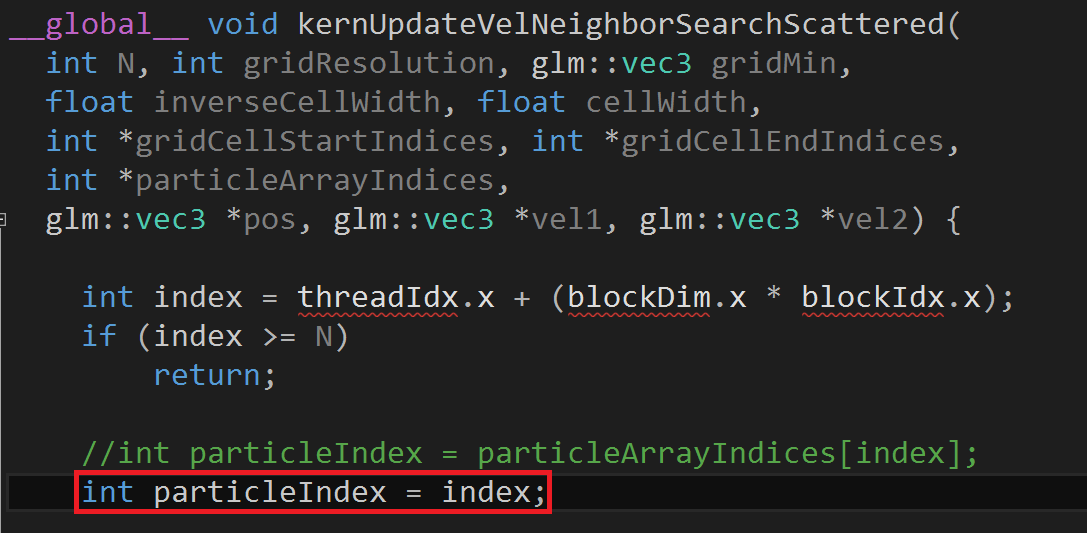 __global__ void kernUpdateVelNeighborSearchScattered(
int N, int gridResolution, glm::vec3 gridMin,
float inverseCellWidth, float cellWidth,
int *gridCellStartIndices, int *gridCellEndIndices,
int *particleArrayIndices,
glm::vec3 *pos, glm::vec3 *vel1, glm::vec3 *vel2) {
int index = threadIdx.x + (blockDim.x * blockIdx.x);
if (index >= N)
return;
//int particleIndex = particleArrayIndices[index];
int particleIndex = index;